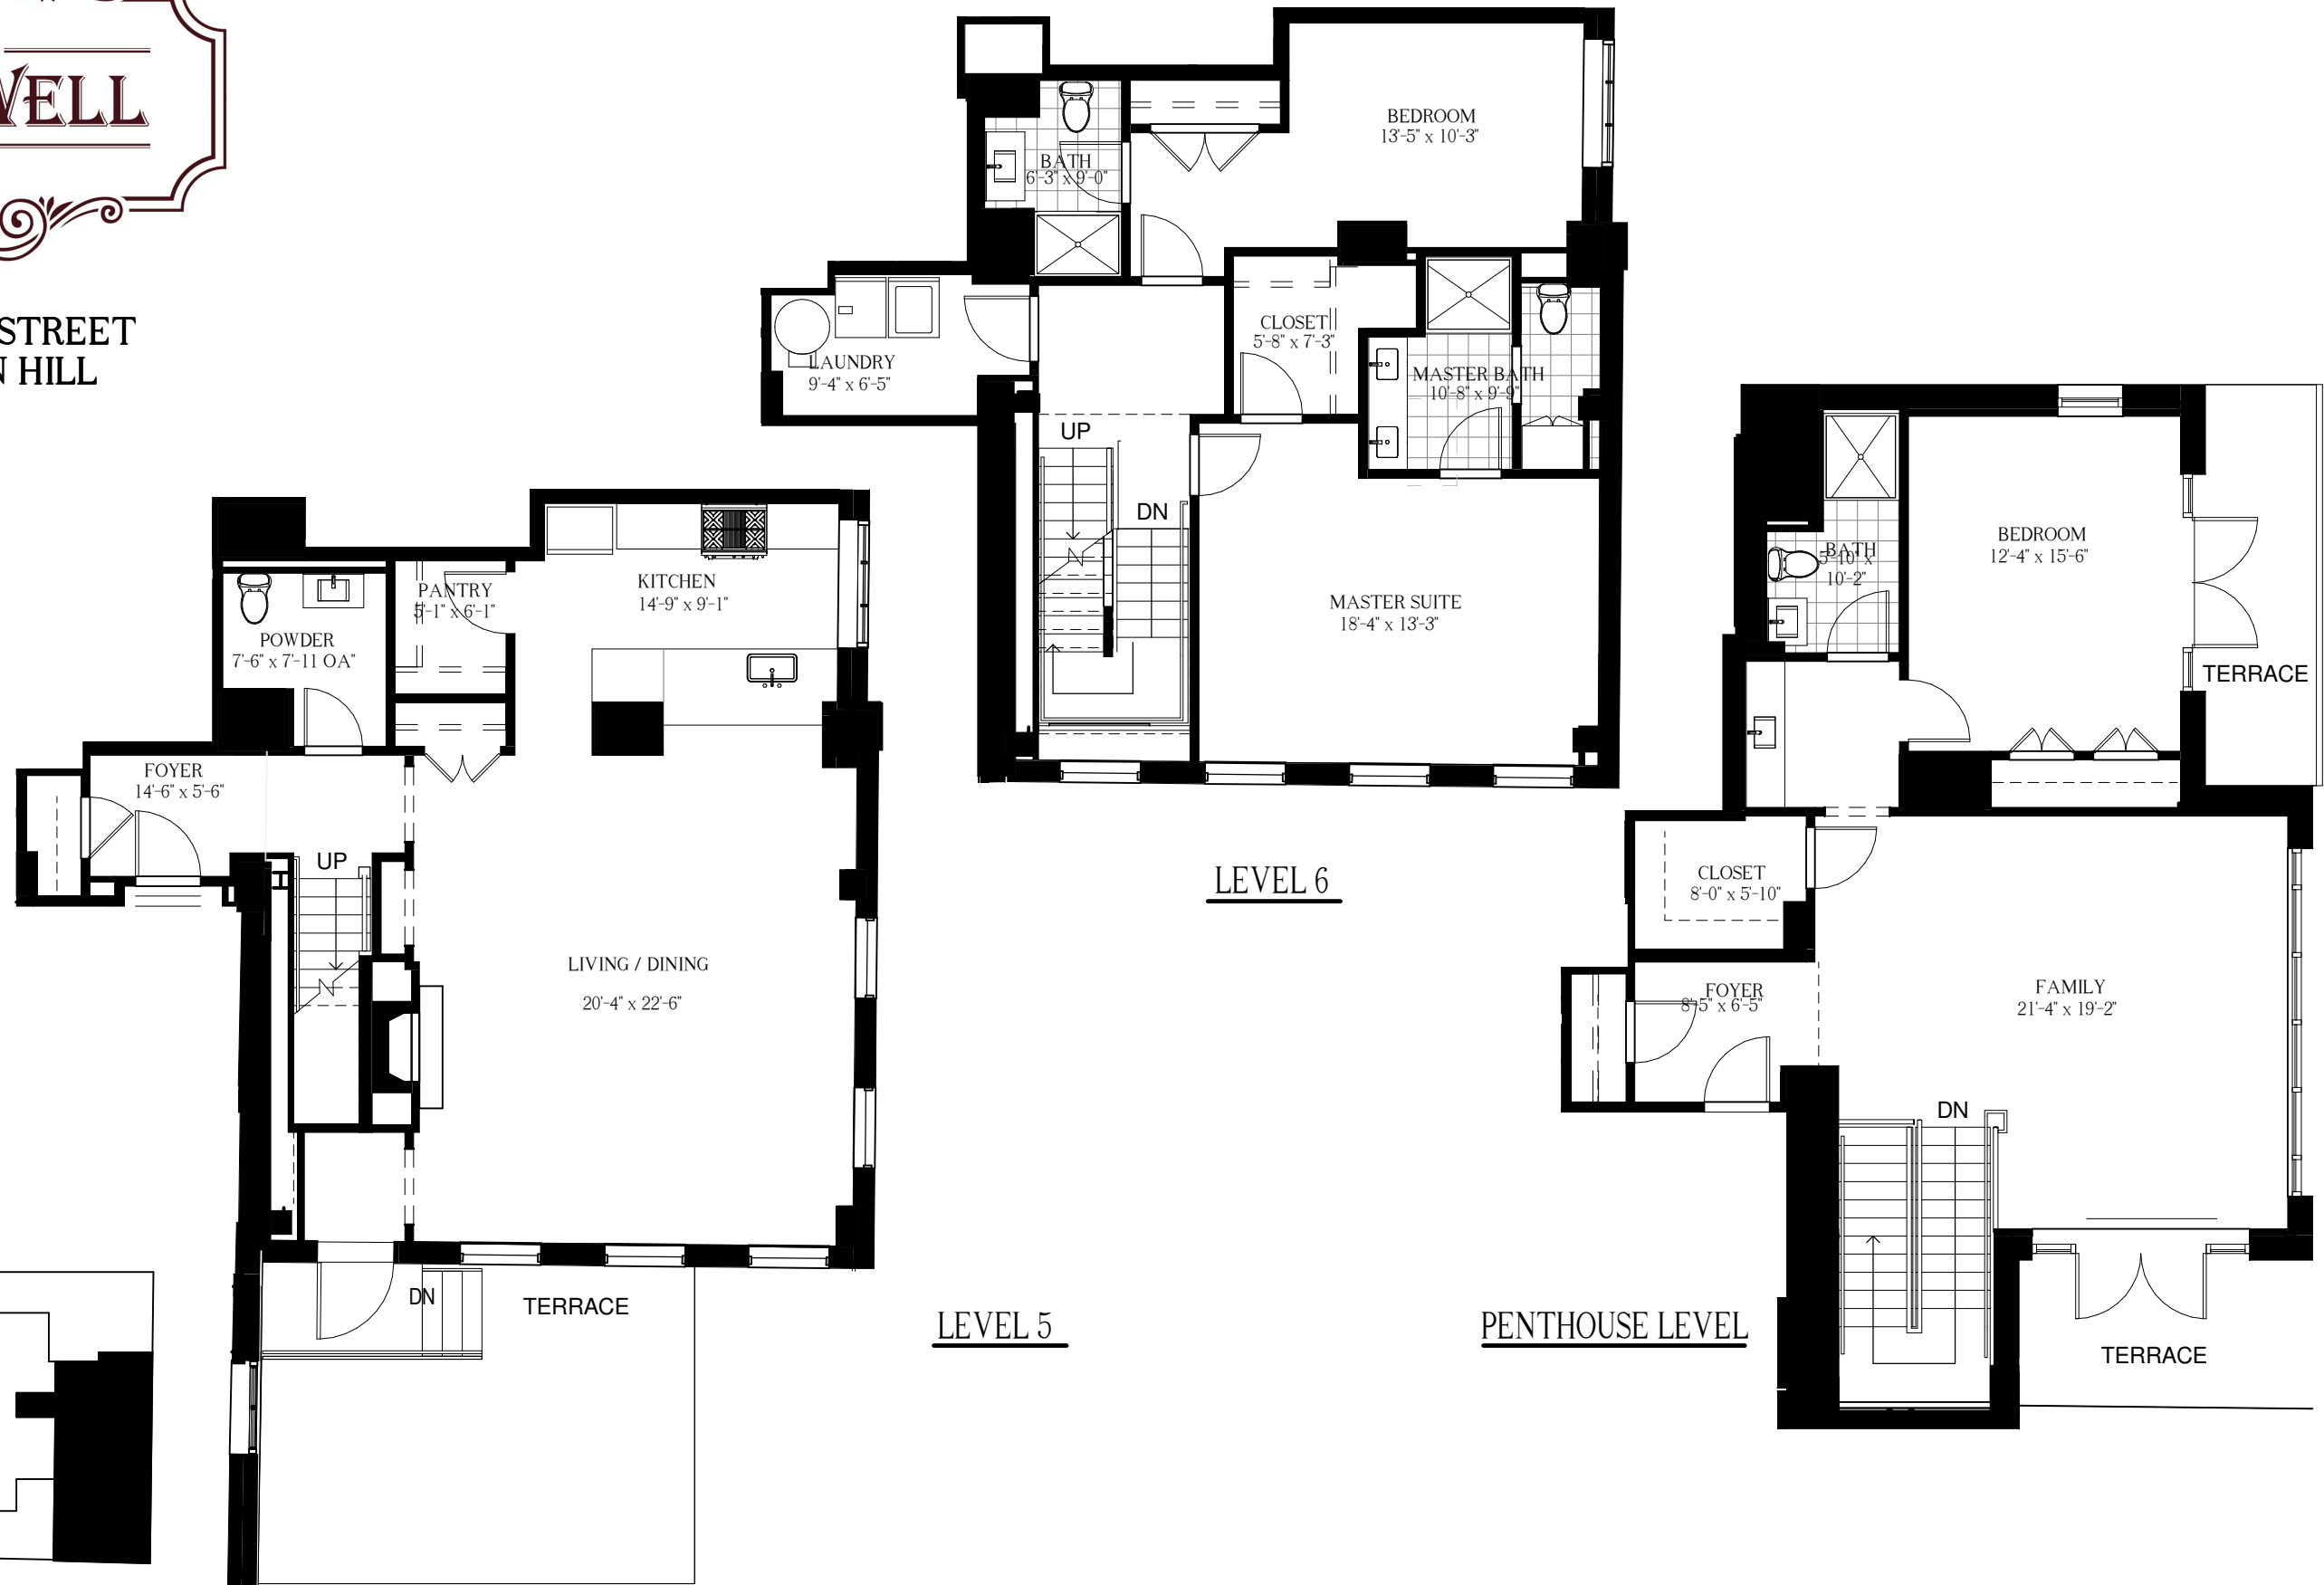 STREET
HILL
BEDROOM
13'-5" x 10'-3"
BATH
6'-3" x 9'-0"
LAUNDRY
9'-4" x 6'-5"
CLOSET
5'-8" x 7'-3"
MASTER BATH
10'-8" x 9'-9"
UP
DN
MASTER SUITE
18'-4" x 13'-3"
LEVEL 6
PANTRY
5'-1" x 6'-1"
KITCHEN
14'-9" x 9'-1"
POWDER
7'-6" x 7'-11 OA"
FOYER
14'-6" x 5'-6"
UP
LIVING / DINING
20'-4" x 22'-6"
DN
TERRACE
LEVEL 5
BEDROOM
12'-4" x 15'-6"
BATH
5'-10" x
10'-2"
TERRACE
CLOSET
8'-0" x 5'-10"
FOYER
8'-5" x 6'-5"
FAMILY
21'-4" x 19'-2"
DN
TERRACE
PENTHOUSE LEVEL